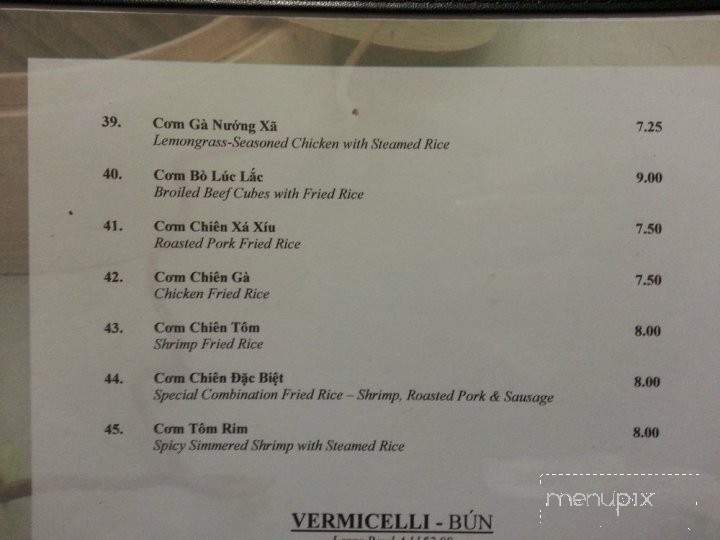 39. Cơm Gà Nướng Xã 7.25
Lemongrass-Seasoned Chicken with Steamed Rice
40. Cơm Bò Lúc Lắc 9.00
Broiled Beef Cubes with Fried Rice
41. Cơm Chiên Xá Xíu 7.50
Roasted Pork Fried Rice
42. Cơm Chiên Gà 7.50
Chicken Fried Rice
43. Cơm Chiên Tôm 8.00
Shrimp Fried Rice
44. Cơm Chiên Đặc Biệt 8.00
Special Combination Fried Rice – Shrimp, Roasted Pork & Sausage
45. Cơm Tôm Rim 8.00
Spicy Simmered Shrimp with Steamed Rice
VERMICELLI - BÚN
menupix